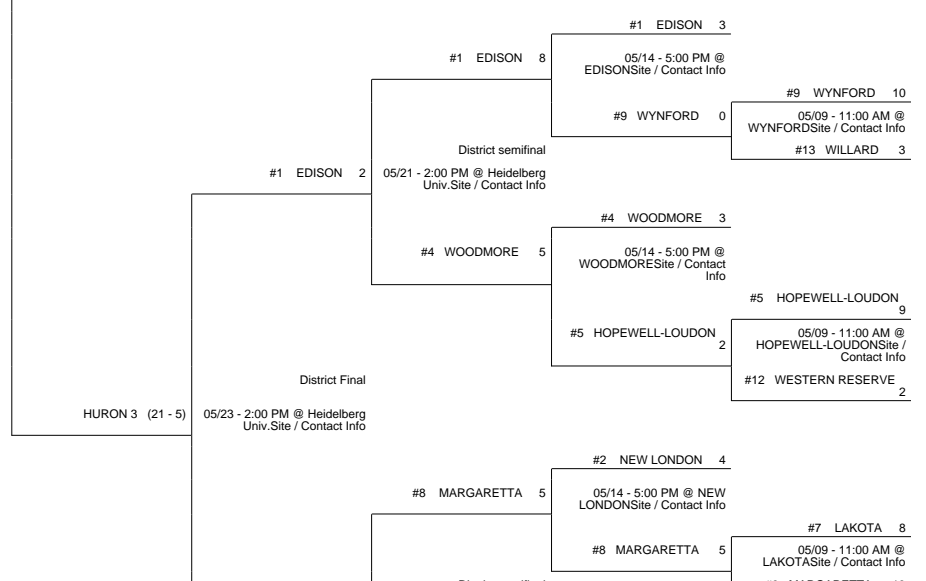 #1 EDISON 3
#1 EDISON 8
05/14 - 5:00 PM @
EDISONSite / Contact Info
#9 WYNFORD 10
#9 WYNFORD 0
05/09 - 11:00 AM @
WYNFORDSite / Contact Info
District semifinal
#13 WILLARD 3
#1 EDISON 2
05/21 - 2:00 PM @ Heidelberg
Univ.Site / Contact Info
#4 WOODMORE 3
#4 WOODMORE 5
05/14 - 5:00 PM @
WOODMORESite / Contact
Info
#5 HOPEWELL-LOUDON
9
#5 HOPEWELL-LOUDON
2
05/09 - 11:00 AM @
HOPEWELL-LOUDONSite /
Contact Info
District Final
#12 WESTERN RESERVE
2
HURON 3 (21 - 5)
05/23 - 2:00 PM @ Heidelberg
Univ.Site / Contact Info
#2 NEW LONDON 4
#8 MARGARETTA 5
05/14 - 5:00 PM @ NEW
LONDONSite / Contact Info
#7 LAKOTA 8
#8 MARGARETTA 5
05/09 - 11:00 AM @
LAKOTASite / Contact Info